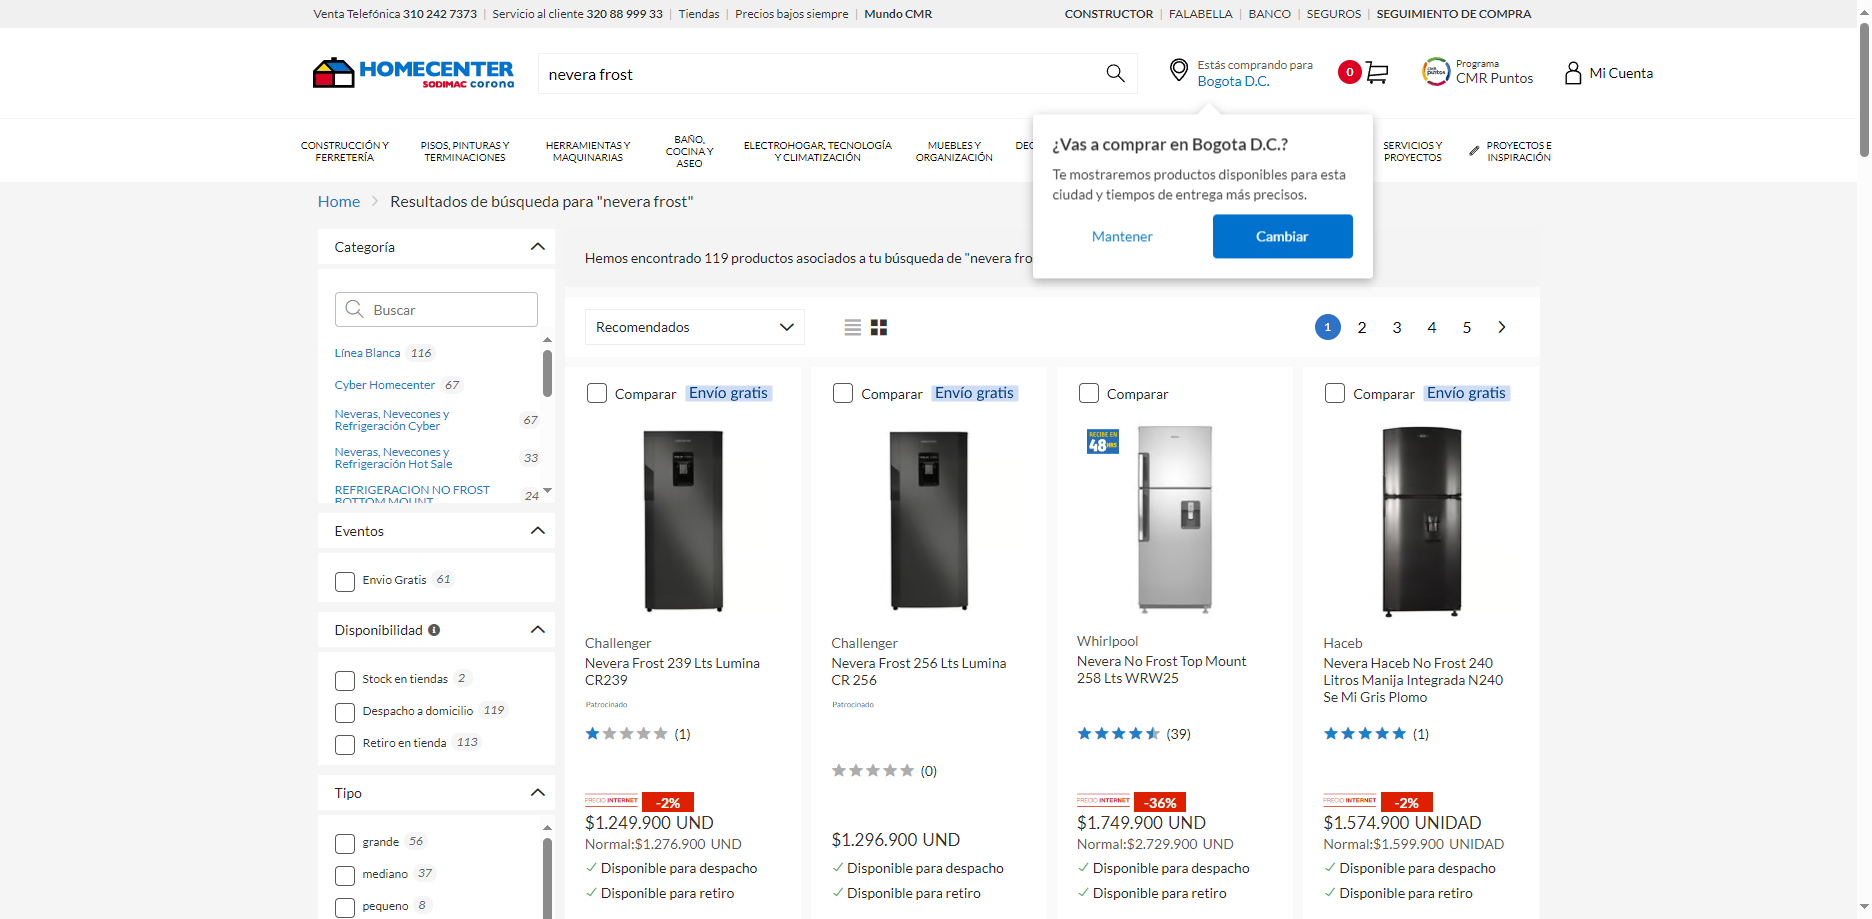 Venta Telefónica 310 242 7373 | Servicio al cliente 320 88 999 33 | Tiendas | Precios bajos siempre | Mundo CMR
CONSTRUCTOR | FALABELLA | BANCO | SEGUROS | SEGUIMIENTO DE COMPRA
HOMECENTER
SODIMAC corona
nevera frost
Estás comprando para
Bogota D.C.
0
Programa
CMR Puntos
Mi Cuenta
CONSTRUCCIÓN Y
FERRETERÍA
PISOS, PINTURAS Y
TERMINACIONES
HERRAMIENTAS Y
MAQUINARIAS
BAÑO,
COCINA Y
ASEO
ELECTROHOGAR, TECNOLOGÍA
Y CLIMATIZACIÓN
MUEBLES Y
ORGANIZACIÓN
DEC
SERVICIOS Y
PROYECTOS
PROYECTOS E
INSPIRACIÓN
¿Vas a comprar en Bogota D.C.?
Te mostraremos productos disponibles para esta
ciudad y tiempos de entrega más precisos.
Mantener
Cambiar
Home > Resultados de búsqueda para "nevera frost"
Categoría
Buscar
Línea Blanca 116
Cyber Homecenter 67
Neveras, Nevecones y
Refrigeración Cyber 67
Neveras, Nevecones y
Refrigeración Hot Sale 33
REFRIGERACION NO FROST
BOTTOM MOUNT 24
Eventos
Envio Gratis 61
Disponibilidad
Stock en tiendas 2
Despacho a domicilio 119
Retiro en tienda 113
Tipo
grande 56
mediano 37
pequeno 8
Hemos encontrado 119 productos asociados a tu búsqueda de "nevera fro
Recomendados
1 2 3 4 5
Comparar Envío gratis
Challenger
Nevera Frost 239 Lts Lumina
CR239
Patrocinado
(1)
PRECIO INTERNET -2%
$1.249.900 UND
Normal:$1.276.900 UND
Disponible para despacho
Disponible para retiro
Comparar Envío gratis
Challenger
Nevera Frost 256 Lts Lumina
CR 256
Patrocinado
(0)
$1.296.900 UND
Disponible para despacho
Disponible para retiro
Comparar
RECIBE EN
48HRS
Whirlpool
Nevera No Frost Top Mount
258 Lts WRW25
(39)
PRECIO INTERNET -36%
$1.749.900 UND
Normal:$2.729.900 UND
Disponible para despacho
Disponible para retiro
Comparar Envío gratis
Haceb
Nevera Haceb No Frost 240
Litros Manija Integrada N240
Se Mi Gris Plomo
(1)
PRECIO INTERNET -2%
$1.574.900 UNIDAD
Normal:$1.599.900 UNIDAD
Disponible para despacho
Disponible para retiro